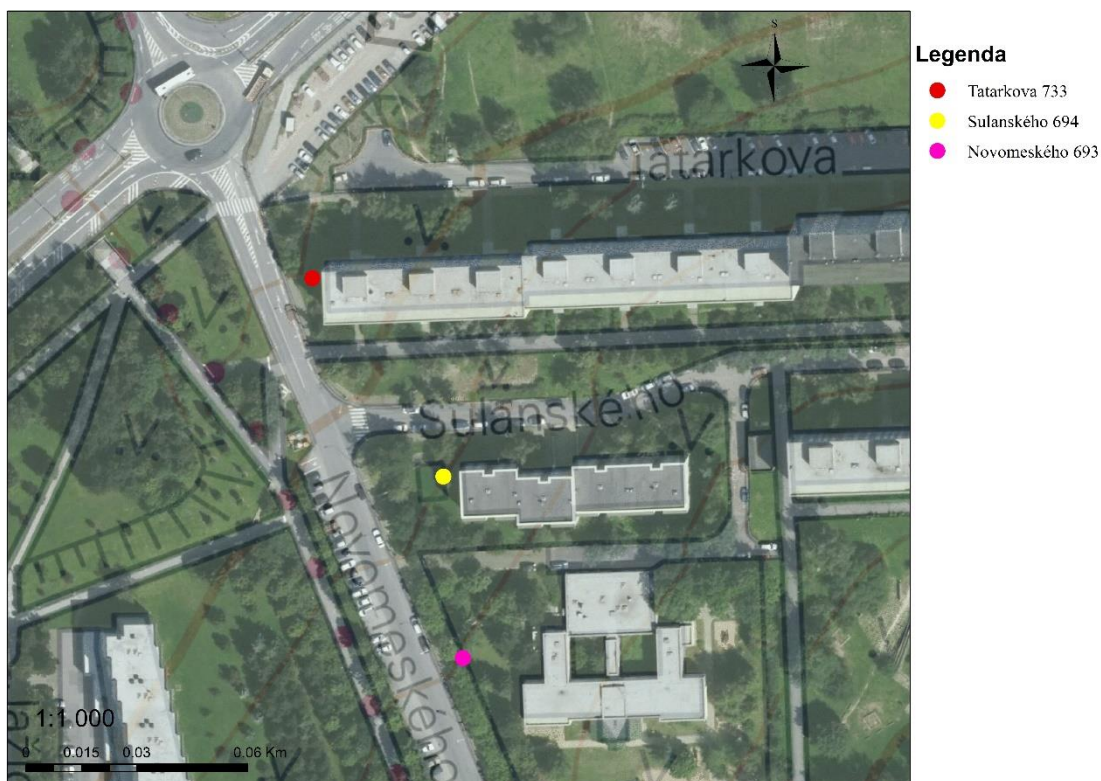 S
Legenda
Tatarkova 733
Sulanského 694
Novomeského 693
Tatarkova
Sulanského
Novomeského
1:1 000
0 0.015 0.03 0.06 Km